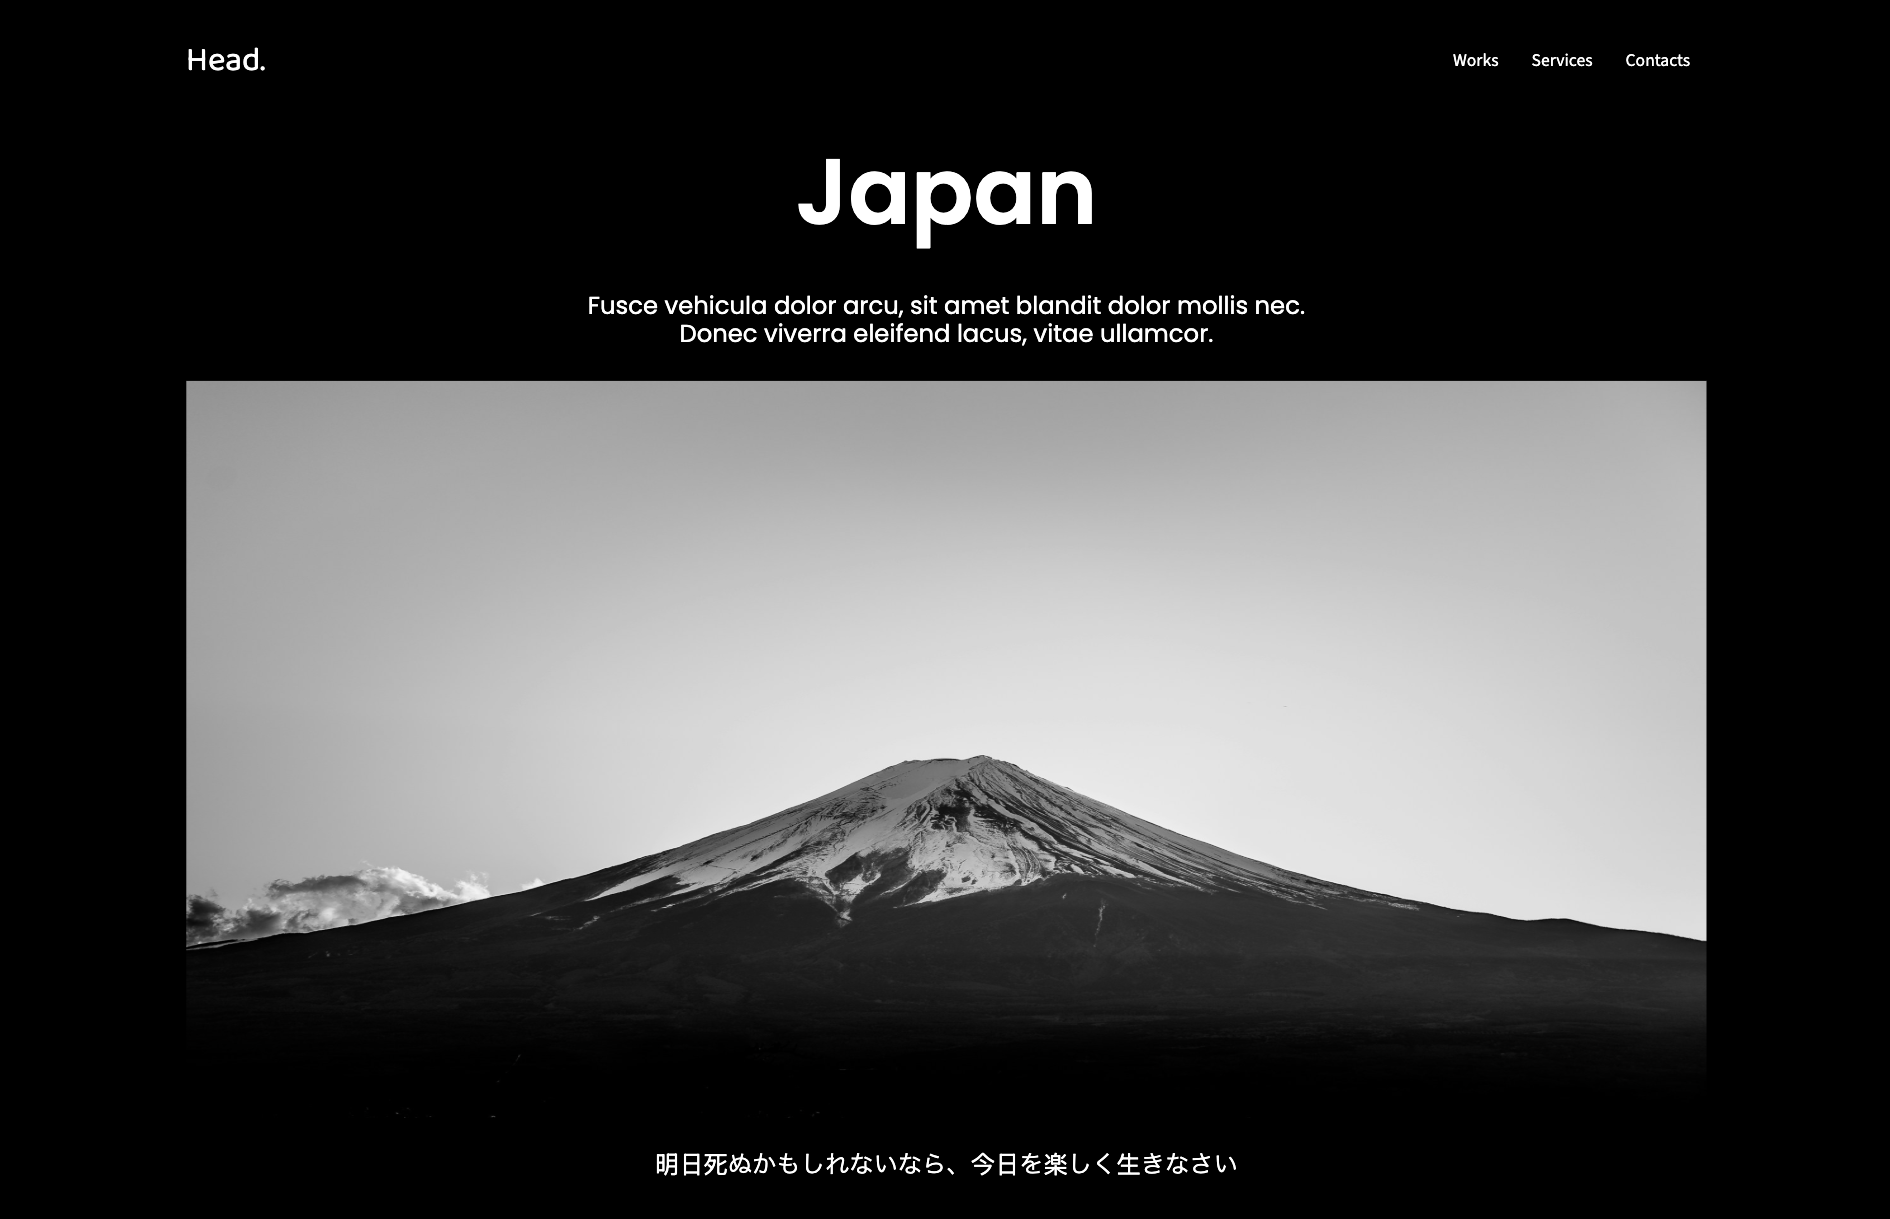 Head.
Works Services Contacts
Japan
Fusce vehicula dolor arcu, sit amet blandit dolor mollis nec.
Donec viverra eleifend lacus, vitae ullamcor.
明日死ぬかもしれないなら、今日を楽しく生きなさい